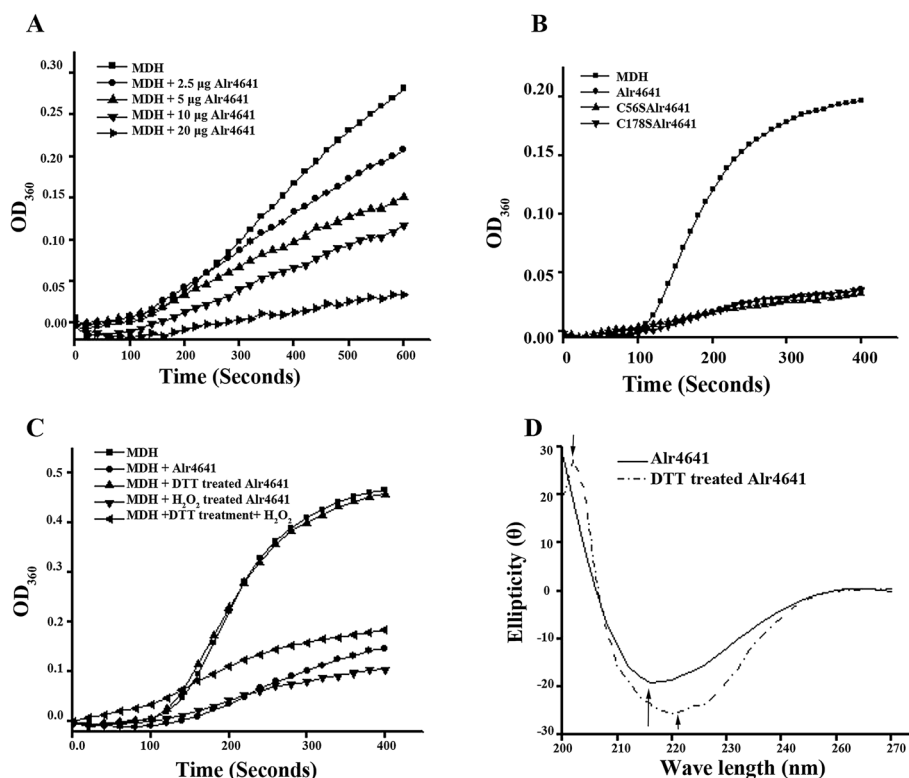 A
MDH
MDH + 2.5 µg Alr4641
MDH + 5 µg Alr4641
MDH + 10 µg Alr4641
MDH + 20 µg Alr4641
0.30
0.25
0.20
0.15
0.10
0.05
0.00
OD360
0 100 200 300 400 500 600
Time (Seconds)
B
MDH
Alr4641
C56SAlr4641
C178SAlr4641
0.20
0.15
0.10
0.05
0.00
OD360
0 100 200 300 400
Time (Seconds)
C
MDH
MDH + Alr4641
MDH + DTT treated Alr4641
MDH + H2O2 treated Alr4641
MDH +DTT treatment+ H2O2
0.5
0.4
0.2
0.1
0.0
OD360
0.0 100 200 300 400
Time (Seconds)
D
Alr4641
DTT treated Alr4641
30
20
10
0
-10
-20
-30
Ellipticity (θ)
200 210 220 230 240 250 260 270
Wave length (nm)